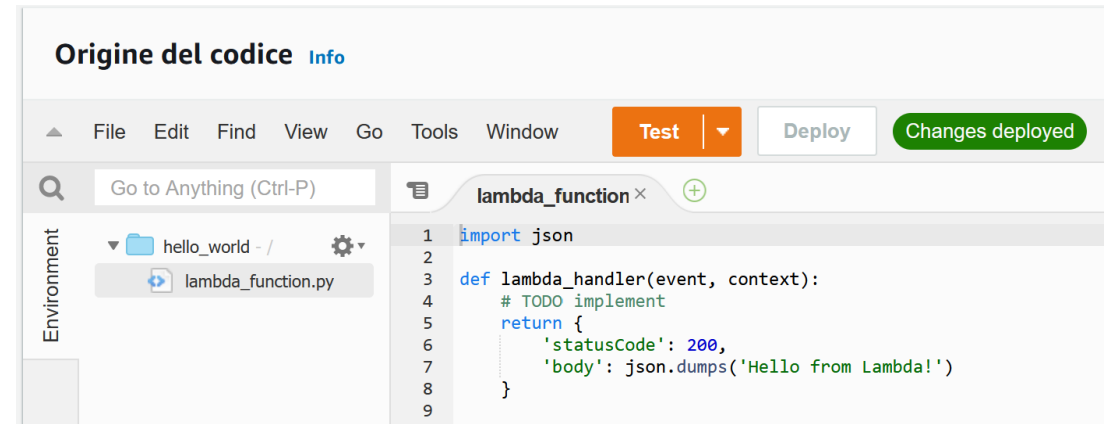 Origine del codice Info
File Edit Find View Go Tools Window Test Deploy Changes deployed
Go to Anything (Ctrl-P)
lambda_function
Environment
hello_world - /
lambda_function.py
1 import json
2
3 def lambda_handler(event, context):
4     # TODO implement
5     return {
6         'statusCode': 200,
7         'body': json.dumps('Hello from Lambda!')
8     }
9